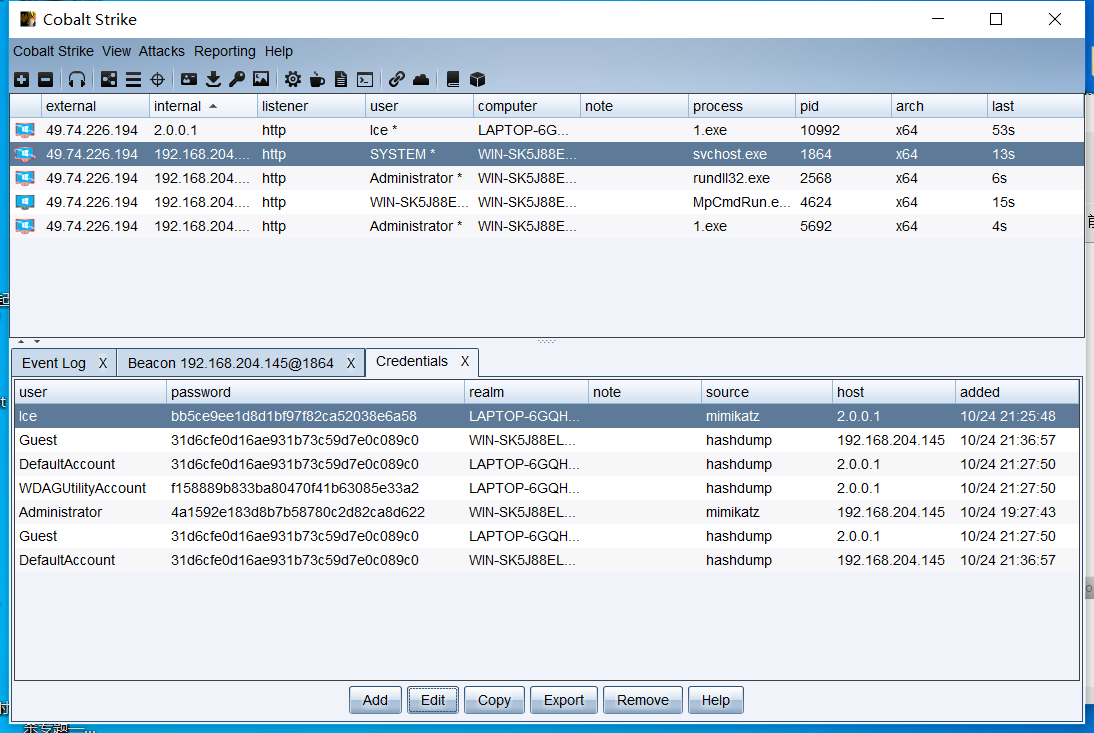 Cobalt Strike
Cobalt Strike View Attacks Reporting Help
external internal listener user computer note process pid arch last
49.74.226.194 2.0.0.1 http Ice * LAPTOP-6G... 1.exe 10992 x64 53s
49.74.226.194 192.168.204.... http SYSTEM * WIN-SK5J88E... svchost.exe 1864 x64 13s
49.74.226.194 192.168.204.... http Administrator * WIN-SK5J88E... rundll32.exe 2568 x64 6s
49.74.226.194 192.168.204.... http WIN-SK5J88E... WIN-SK5J88E... MpCmdRun.e... 4624 x64 15s
49.74.226.194 192.168.204.... http Administrator * WIN-SK5J88E... 1.exe 5692 x64 4s
Event Log X Beacon 192.168.204.145@1864 X Credentials X
user password realm note source host added
Ice bb5ce9ee1d8d1bf97f82ca52038e6a58 LAPTOP-6GQH... mimikatz 2.0.0.1 10/24 21:25:48
Guest 31d6cfe0d16ae931b73c59d7e0c089c0 WIN-SK5J88EL... hashdump 192.168.204.145 10/24 21:36:57
DefaultAccount 31d6cfe0d16ae931b73c59d7e0c089c0 LAPTOP-6GQH... hashdump 2.0.0.1 10/24 21:27:50
WDAGUtilityAccount f158889b833ba80470f41b63085e33a2 LAPTOP-6GQH... hashdump 2.0.0.1 10/24 21:27:50
Administrator 4a1592e183d8b7b58780c2d82ca8d622 WIN-SK5J88EL... mimikatz 192.168.204.145 10/24 19:27:43
Guest 31d6cfe0d16ae931b73c59d7e0c089c0 LAPTOP-6GQH... hashdump 2.0.0.1 10/24 21:27:50
DefaultAccount 31d6cfe0d16ae931b73c59d7e0c089c0 WIN-SK5J88EL... hashdump 192.168.204.145 10/24 21:36:57
Add Edit Copy Export Remove Help